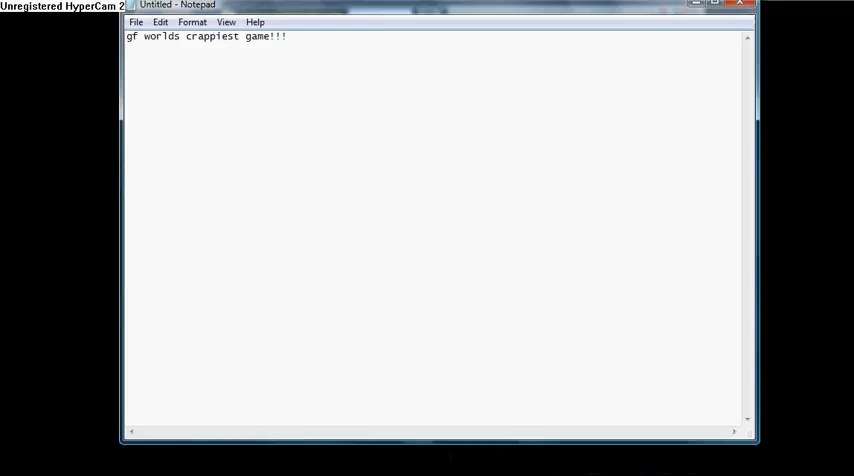 Unregistered HyperCam 2
Untitled - Notepad
File Edit Format View Help
gf worlds crappiest game!!!